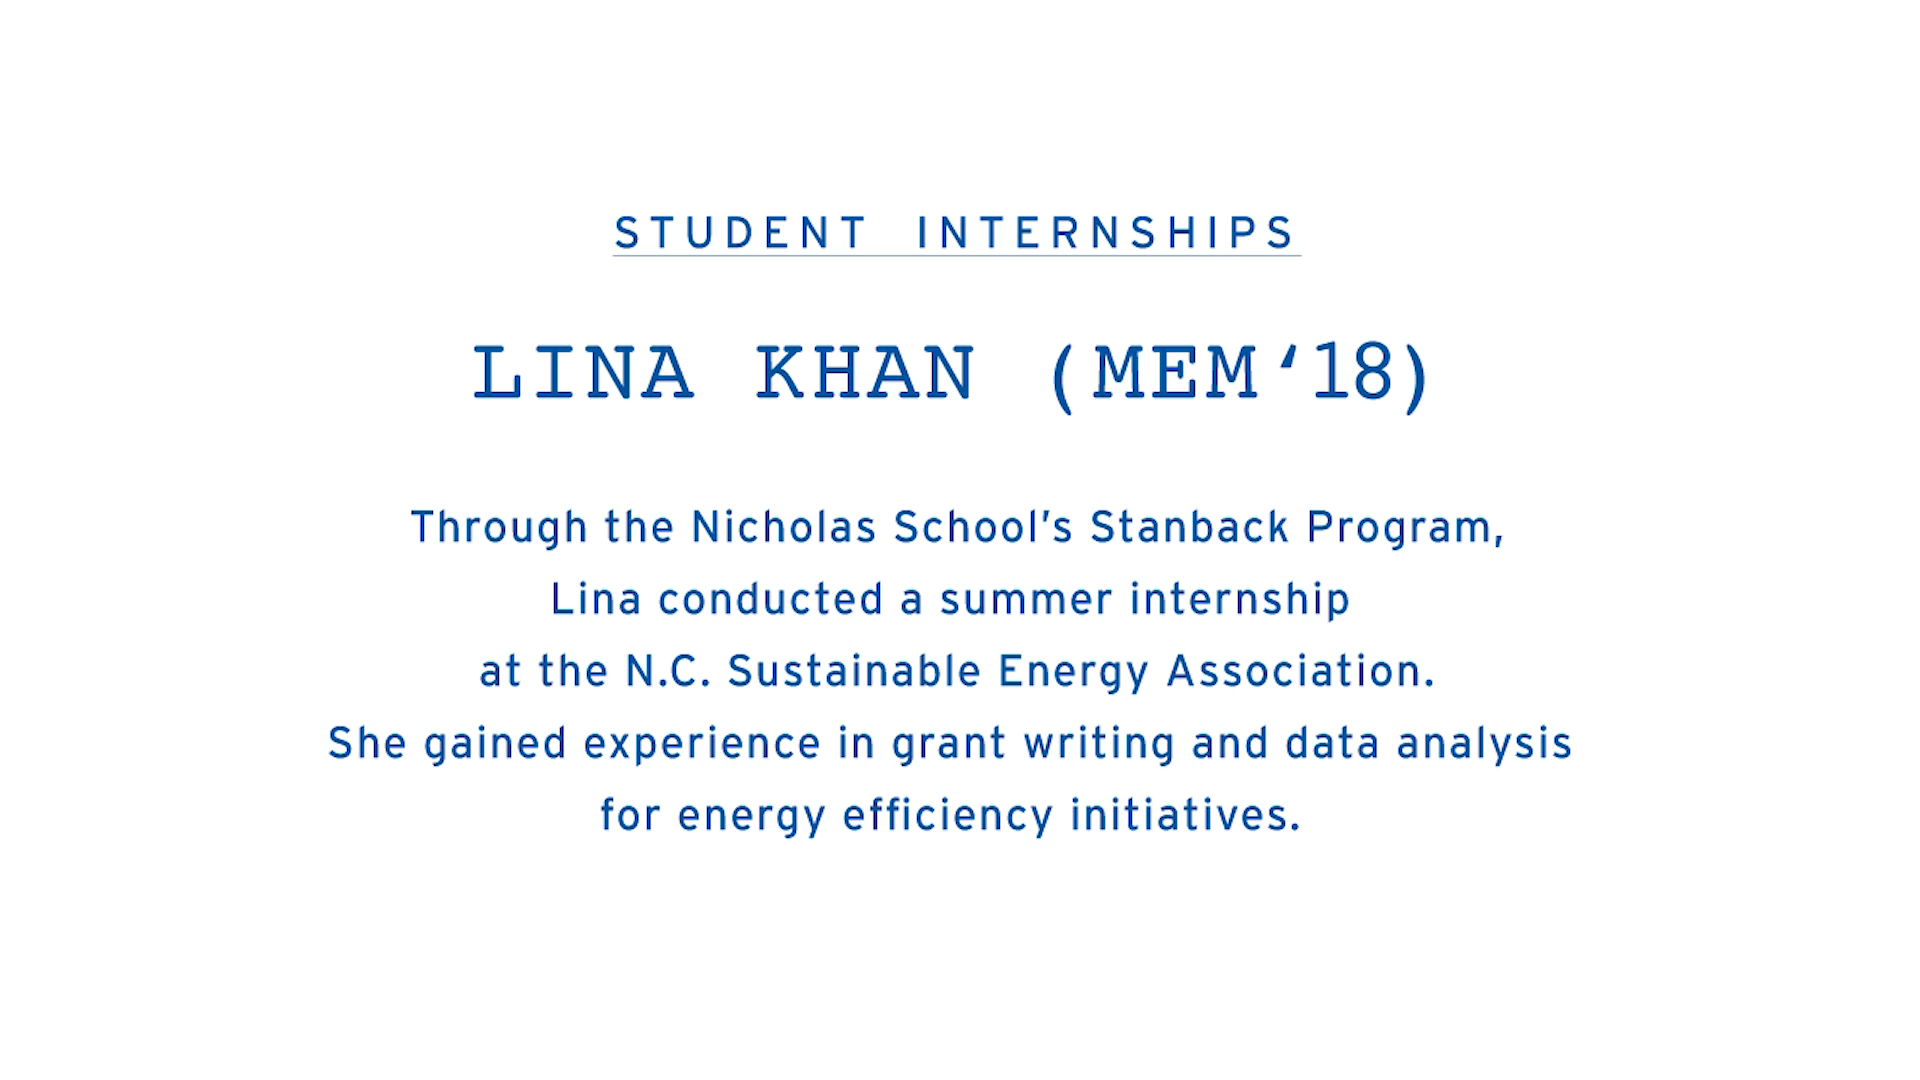 STUDENT INTERNSHIPS
LINA KHAN (MEM‘18)
Through the Nicholas School’s Stanback Program,
Lina conducted a summer internship
at the N.C. Sustainable Energy Association.
She gained experience in grant writing and data analysis
for energy efficiency initiatives.